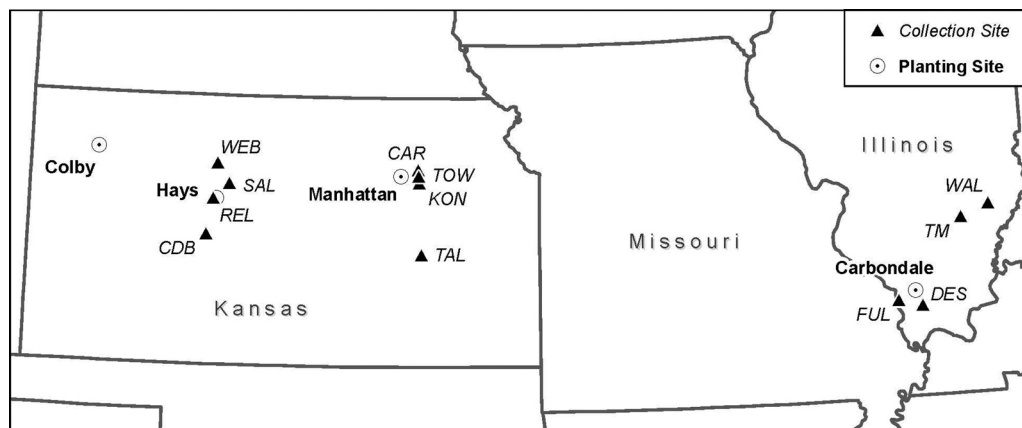 Collection Site
Planting Site
Illinois
WEB
CAR
Colby
SAL
TOW
Hays
Manhattan
KON
REL
WAL
CDB
TM
Missouri
TAL
Carbondale
Kansas
DES
FUL